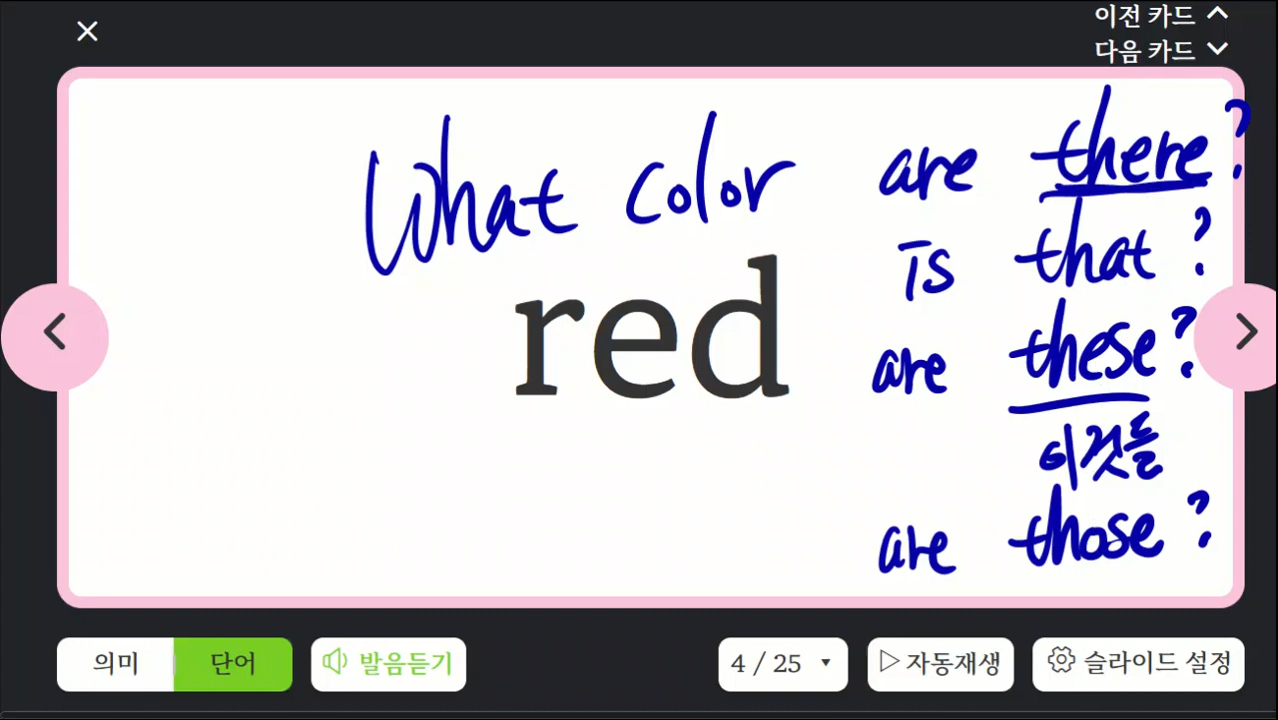 이전 카드
다음 카드
What color are there?
is that?
red
are these?
이것들
are those?
의미 단어 발음듣기 4 / 25 자동재생 슬라이드 설정